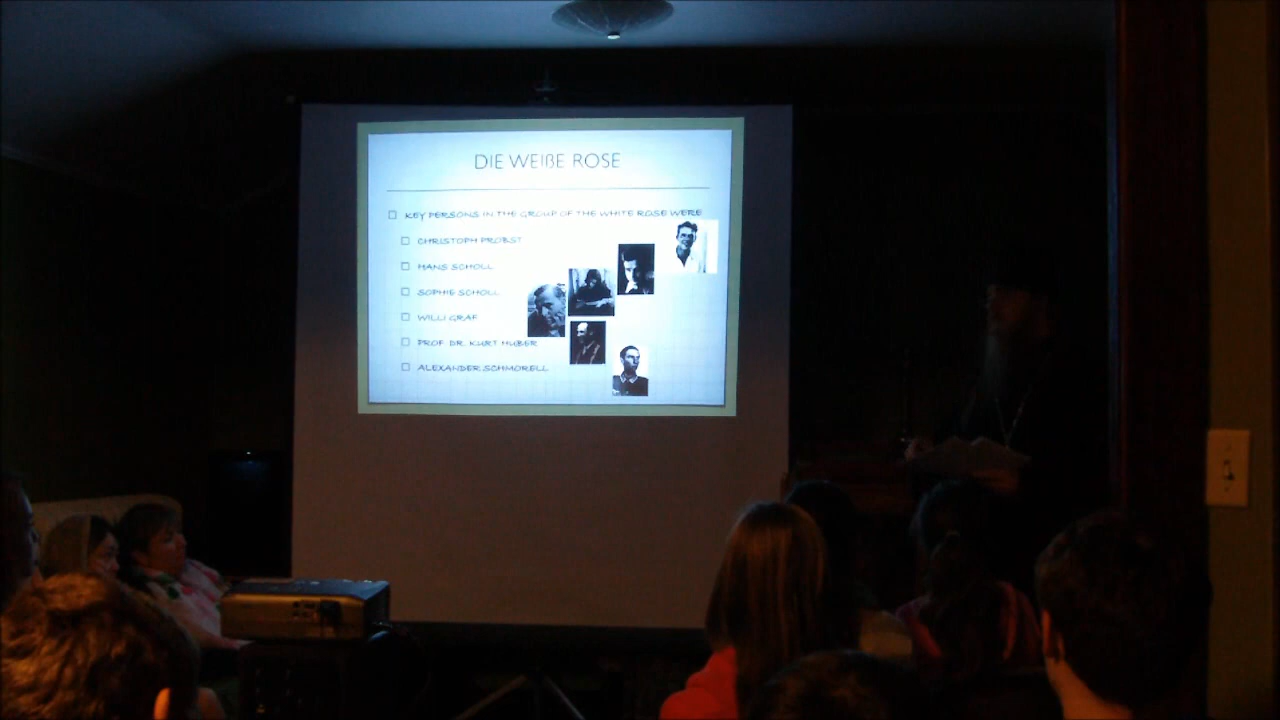 DIE WEIßE ROSE
KEY PERSONS IN THE GROUP OF THE WHITE ROSE WERE
CHRISTOPH PROBST
HANS SCHOLL
SOPHIE SCHOLL
WILLI GRAF
PROF. DR. KURT HUBER
ALEXANDER SCHMORELL